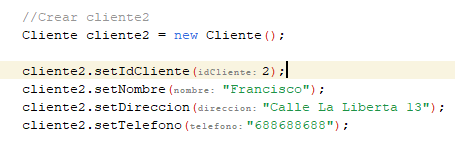 //Crear cliente2
Cliente cliente2 = new Cliente();
cliente2.setIdCliente(idCliente: 2);
cliente2.setNombre(nombre: "Francisco");
cliente2.setDireccion(direccion: "Calle La Liberta 13");
cliente2.setTelefono(telefono: "688688688");